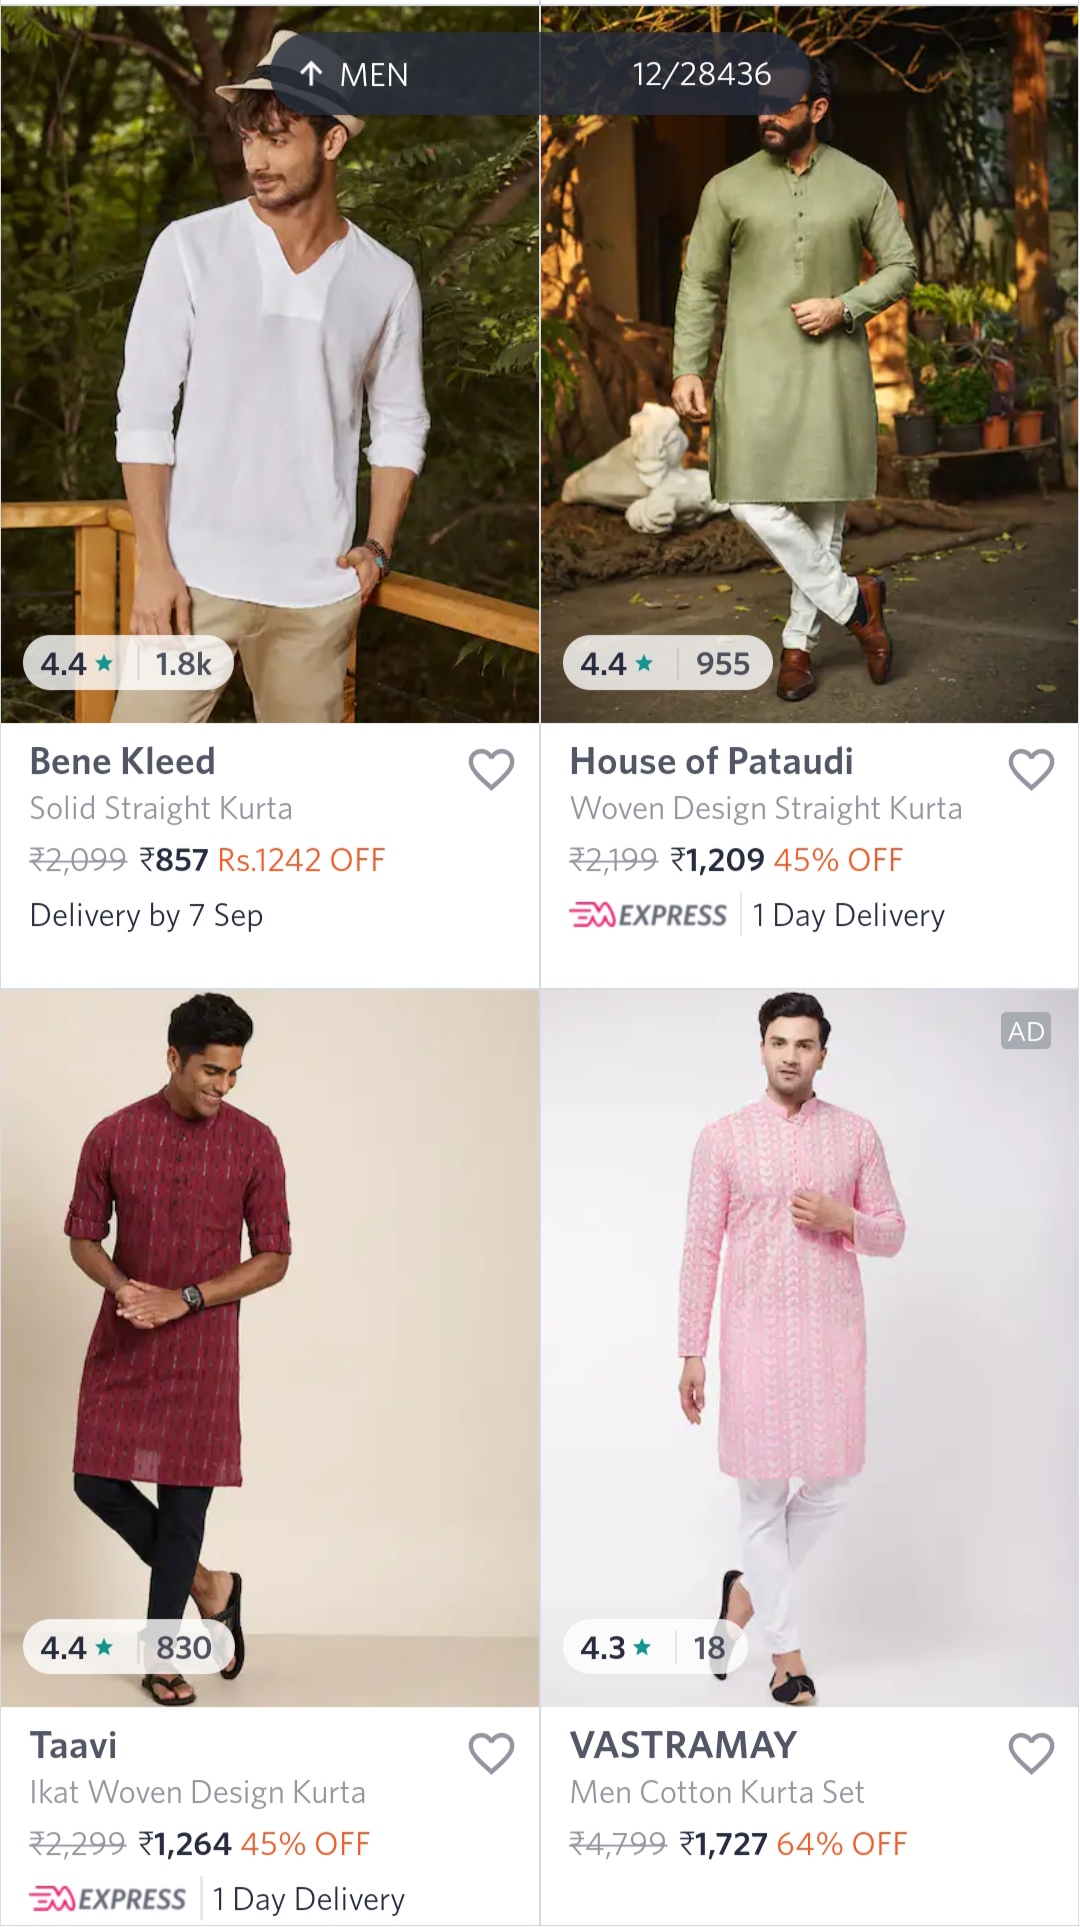 ↑ MEN 12/28436
4.4 ★ | 1.8k
4.4 ★ | 955
Bene Kleed
Solid Straight Kurta
₹2,099 ₹857 Rs.1242 OFF
Delivery by 7 Sep
House of Pataudi
Woven Design Straight Kurta
₹2,199 ₹1,209 45% OFF
EXPRESS | 1 Day Delivery
4.4 ★ | 830
Taavi
Ikat Woven Design Kurta
₹2,299 ₹1,264 45% OFF
EXPRESS | 1 Day Delivery
AD
4.3 ★ | 18
VASTRAMAY
Men Cotton Kurta Set
₹4,799 ₹1,727 64% OFF